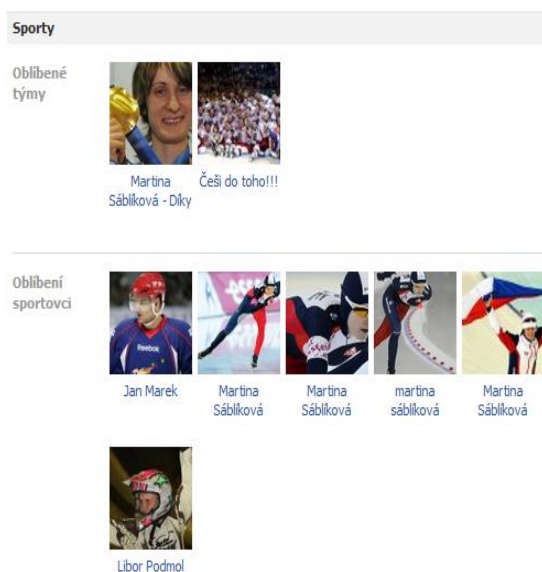 Sporty
Oblíbené
týmy
Martina
Sáblíková - Díky
Češi do toho!!!
Oblíbení
sportovci
Reebok
Jan Marek
Martina
Sáblíková
Martina
Sáblíková
martina
sáblíková
Martina
Sáblíková
Libor Podmol